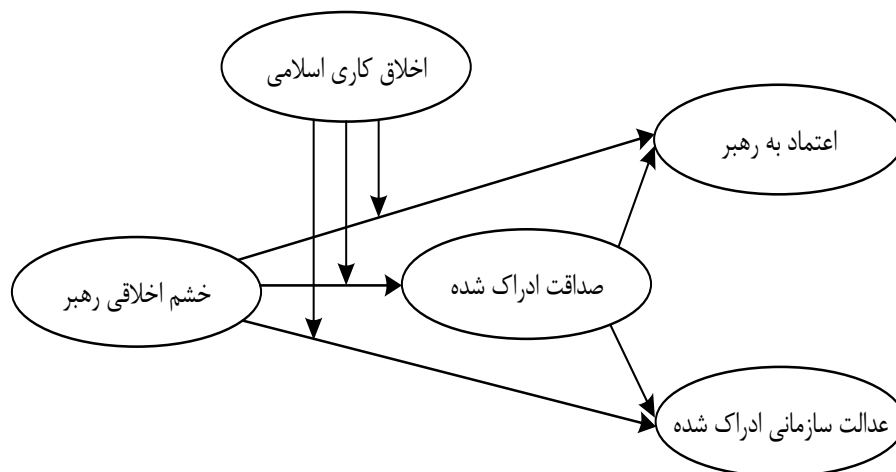 اخلاق کاری اسلامی
اعتماد به رهبر
صداقت ادراک شده
خشم اخلاقی رهبر
عدالت سازمانی ادراک شده